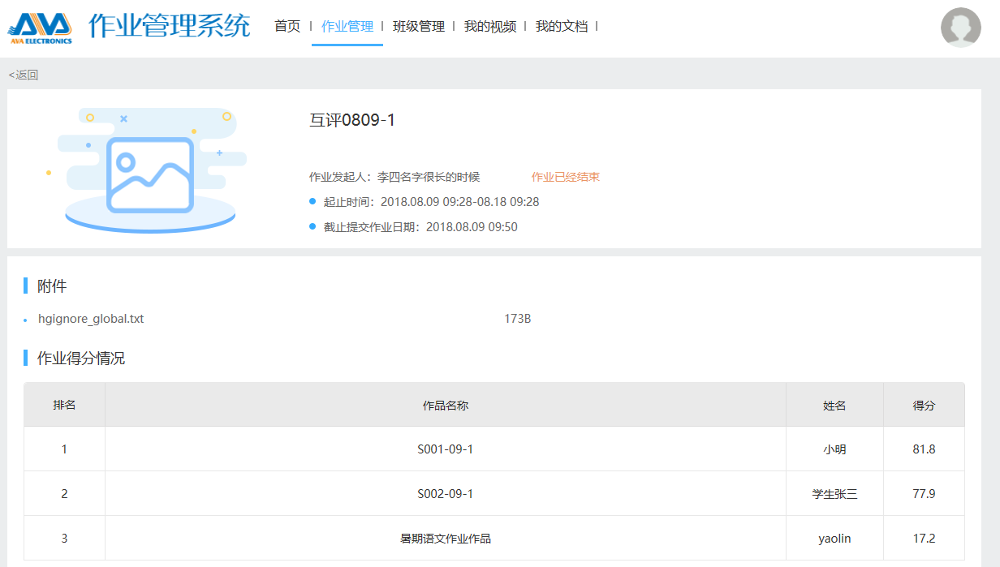 AVA ELECTRONICS 作业管理系统 首页 | 作业管理 | 班级管理 | 我的视频 | 我的文档 |
<返回
互评0809-1
作业发起人：李四名字很长的时候 作业已经结束
起止时间：2018.08.09 09:28-08.18 09:28
截止提交作业日期：2018.08.09 09:50
附件
hgignore_global.txt 173B
作业得分情况
排名 作品名称 姓名 得分
1 S001-09-1 小明 81.8
2 S002-09-1 学生张三 77.9
3 暑期语文作业作品 yaolin 17.2